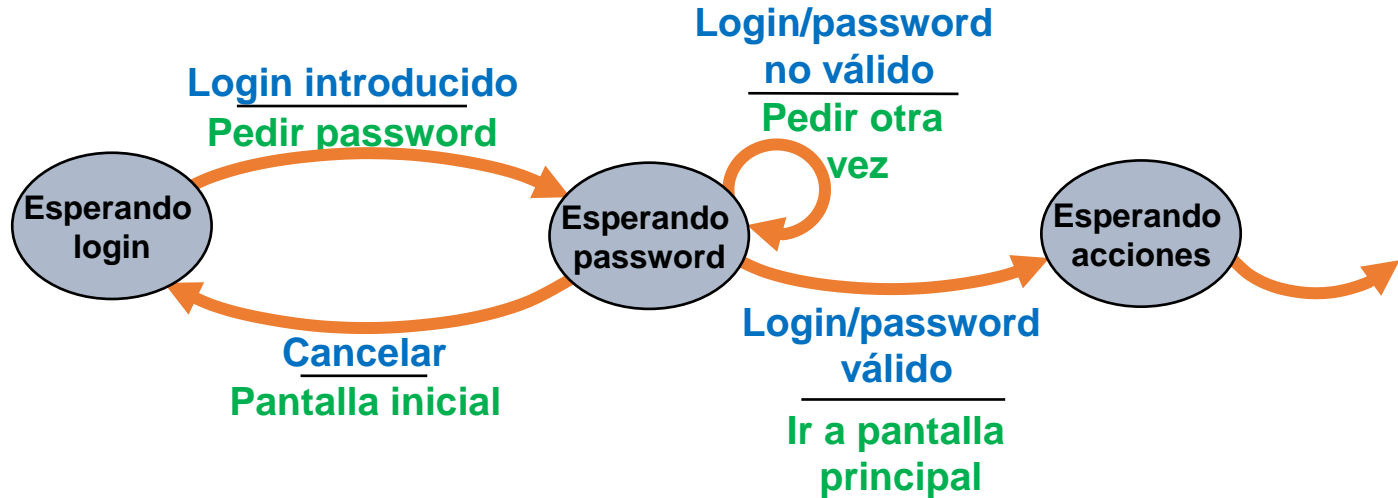 Login introducido
Pedir password
Login/password
no válido
Pedir otra
vez
Esperando
login
Esperando
password
Esperando
acciones
Cancelar
Pantalla inicial
Login/password
válido
Ir a pantalla
principal